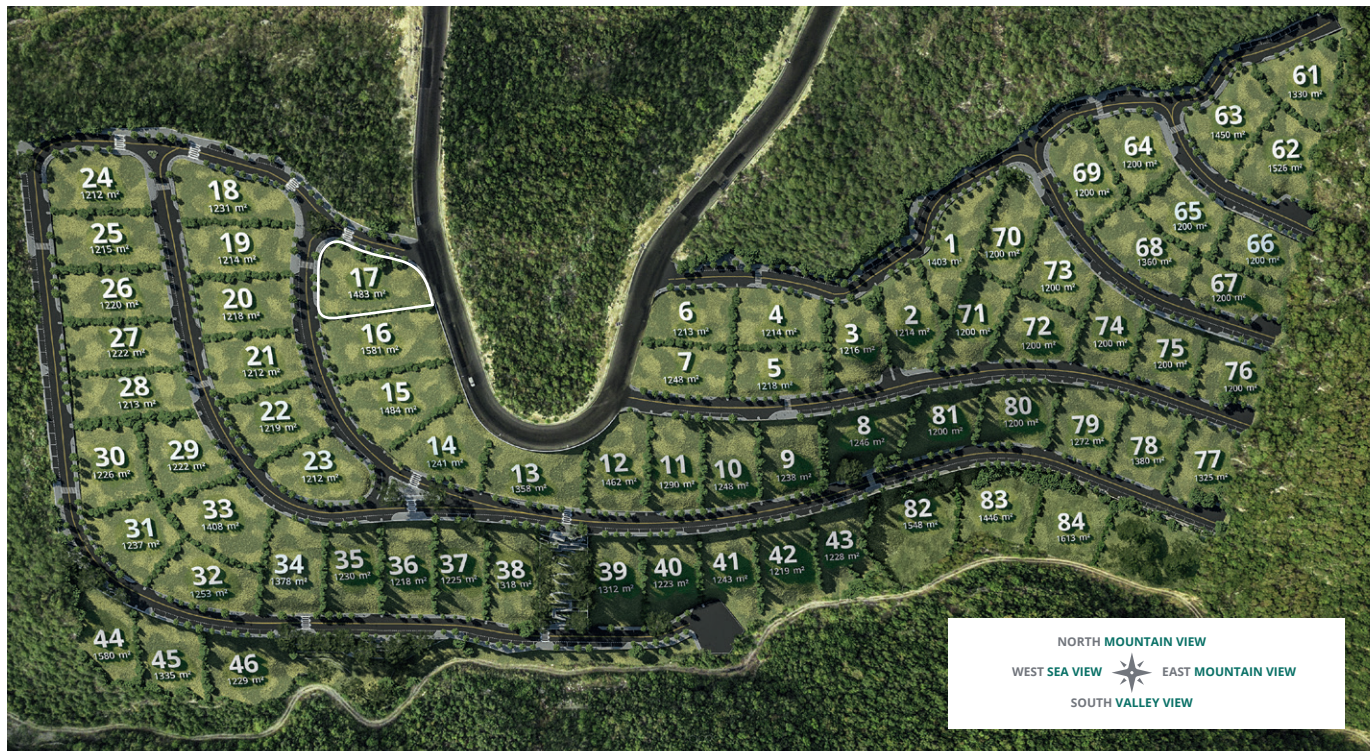 61
1330 m²
63
1450 m²
64
1200 m²
62
1526 m²
69
1200 m²
24
1212 m²
18
1231 m²
65
1200 m²
25
1215 m²
19
1214 m²
1
1403 m²
70
1200 m²
68
1360 m²
66
1200 m²
17
1483 m²
73
1200 m²
67
1200 m²
26
1220 m²
20
1218 m²
6
1213 m²
4
1214 m²
3
1216 m²
2
1214 m²
71
1200 m²
72
1200 m²
74
1200 m²
27
1222 m²
16
1581 m²
75
1200 m²
21
1212 m²
7
1248 m²
5
1218 m²
76
1200 m²
28
1213 m²
15
1484 m²
22
1219 m²
8
1246 m²
81
1200 m²
80
1200 m²
79
1272 m²
14
1241 m²
78
380 m²
30
1226 m²
29
1222 m²
23
1212 m²
13
1358 m²
12
1462 m²
11
1290 m²
10
1248 m²
9
1238 m²
77
1325 m²
33
1408 m²
82
1548 m²
83
1446 m²
84
1613 m²
31
1237 m²
32
1253 m²
34
1378 m²
35
1230 m²
36
1218 m²
37
1225 m²
38
318 m²
39
1312 m²
40
1223 m²
41
1243 m²
42
1219 m²
43
1228 m²
44
1580 m²
45
1335 m²
46
1229 m²
NORTH MOUNTAIN VIEW
WEST SEA VIEW
EAST MOUNTAIN VIEW
SOUTH VALLEY VIEW